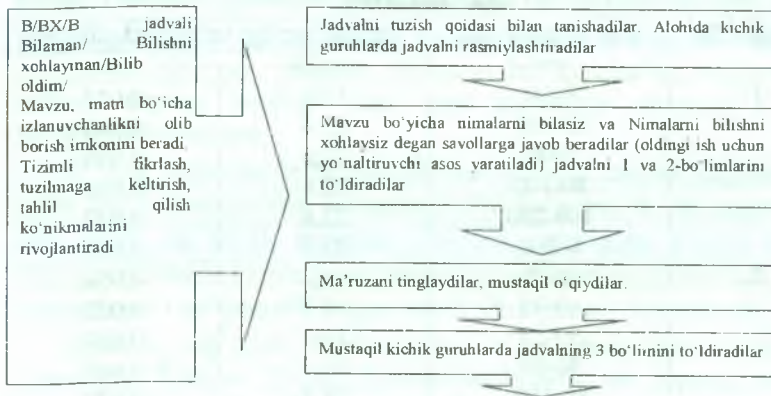 B/BX/B jadvali
Bilaman/ Bilishni
xohlayman/Bilib
oldim/
Mavzu, matn bo‘icha
izlanuvchanlikni olib
borish imkonini beradi.
Tizimli fikrlash,
tuzilmaga keltirish,
tahlil qilish
ko‘nikmalarini
rivojlantiradi
Jadvalni tuzish qoidasi bilan tanishadilar. Alohida kichik
guruhlarda jadvalni rasmiylashtiradilar
Mavzu bo‘yicha nimalarni bilasiz va Nimalarni bilishni
xohlaysiz degan savollarga javob beradilar (oldingi ish uchun
yo‘naltiruvchi asos yaratiladi) jadvalni 1 va 2-bo‘limlarini
to‘ldiradilar
Ma’ruzani tinglaydilar, mustaqil o‘qiydilar.
Mustaqil kichik guruhlarda jadvalning 3 bo‘limini to‘ldiradilar